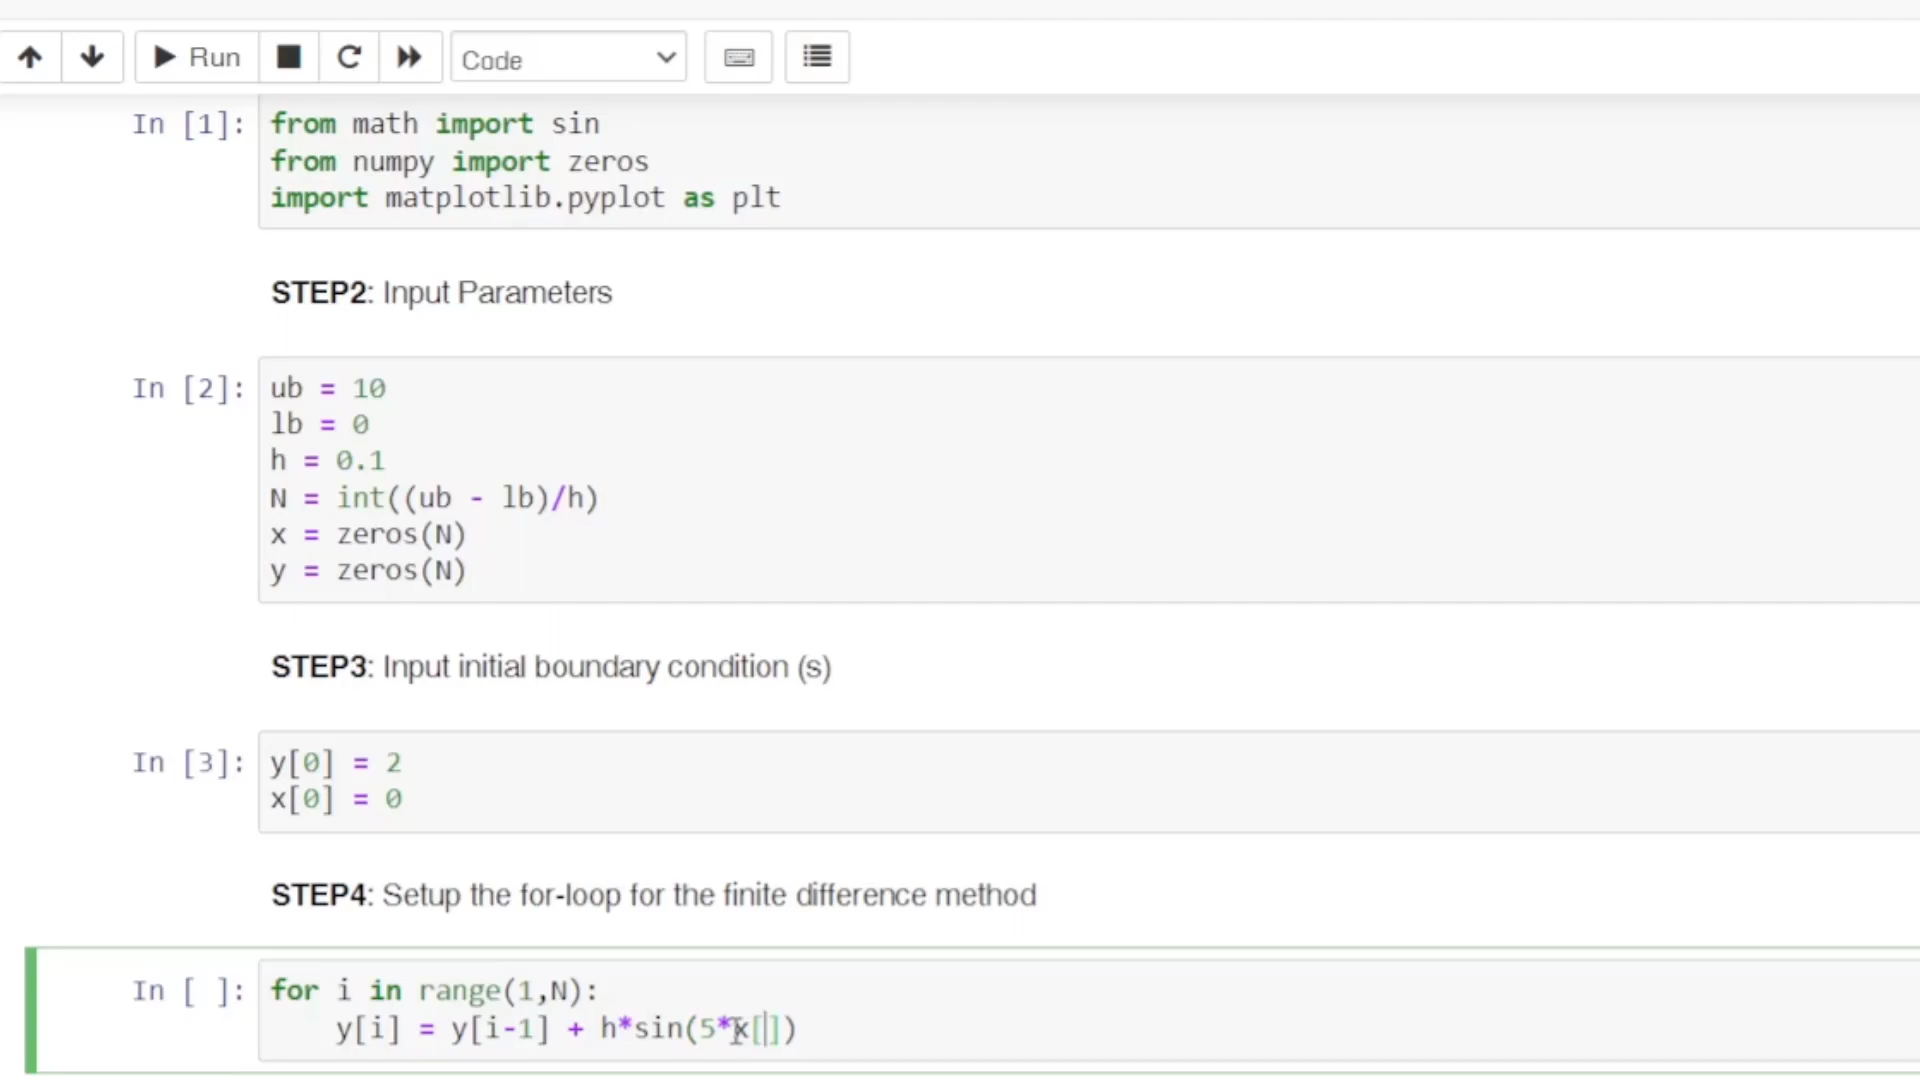 Run
Code
In [1]: from math import sin
from numpy import zeros
import matplotlib.pyplot as plt
STEP2: Input Parameters
In [2]: ub = 10
lb = 0
h = 0.1
N = int((ub - lb)/h)
x = zeros(N)
y = zeros(N)
STEP3: Input initial boundary condition (s)
In [3]: y[0] = 2
x[0] = 0
STEP4: Setup the for-loop for the finite difference method
In [ ]: for i in range(1,N):
    y[i] = y[i-1] + h*sin(5*x[])